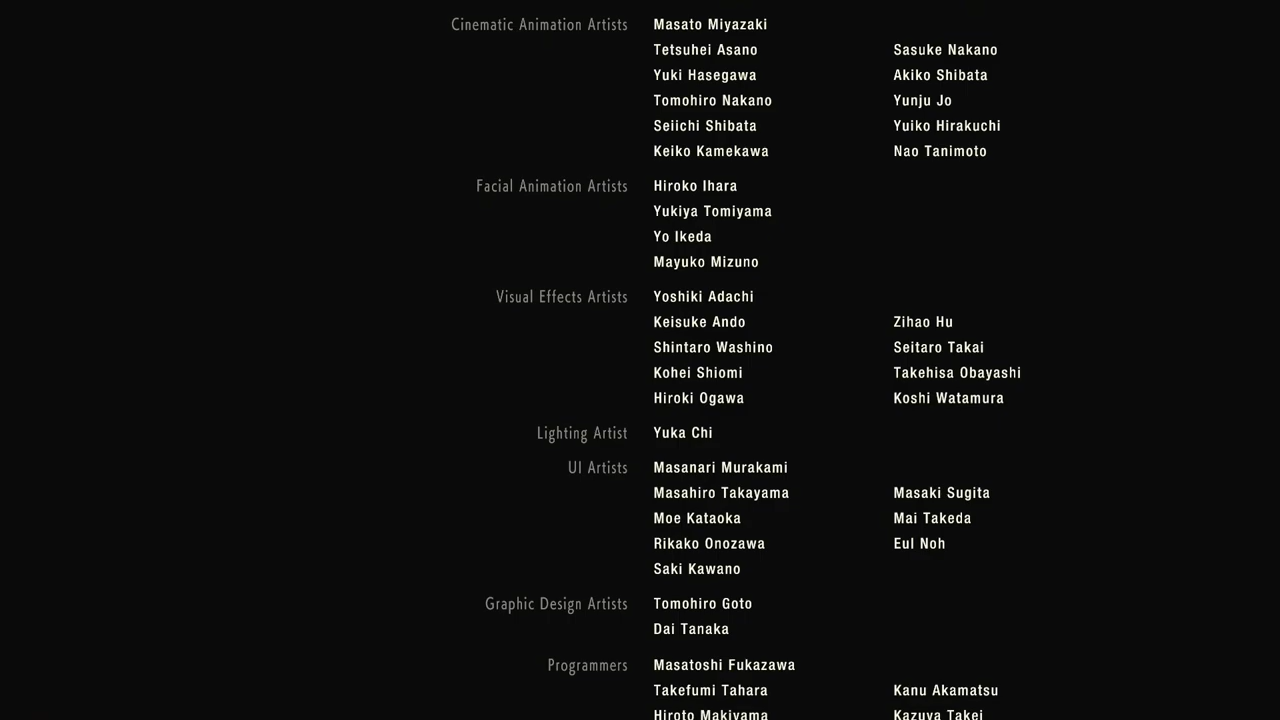 Cinematic Animation Artists Masato Miyazaki
Tetsuhei Asano Sasuke Nakano
Yuki Hasegawa Akiko Shibata
Tomohiro Nakano Yunju Jo
Seiichi Shibata Yuiko Hirakuchi
Keiko Kamekawa Nao Tanimoto
Facial Animation Artists Hiroko Ihara
Yukiya Tomiyama
Yo Ikeda
Mayuko Mizuno
Visual Effects Artists Yoshiki Adachi
Keisuke Ando Zihao Hu
Shintaro Washino Seitaro Takai
Kohei Shiomi Takehisa Obayashi
Hiroki Ogawa Koshi Watamura
Lighting Artist Yuka Chi
UI Artists Masanari Murakami
Masahiro Takayama Masaki Sugita
Moe Kataoka Mai Takeda
Rikako Onozawa Eul Noh
Saki Kawano
Graphic Design Artists Tomohiro Goto
Dai Tanaka
Programmers Masatoshi Fukazawa
Takefumi Tahara Kanu Akamatsu
Hiroto Makiyama Kazuya Takei